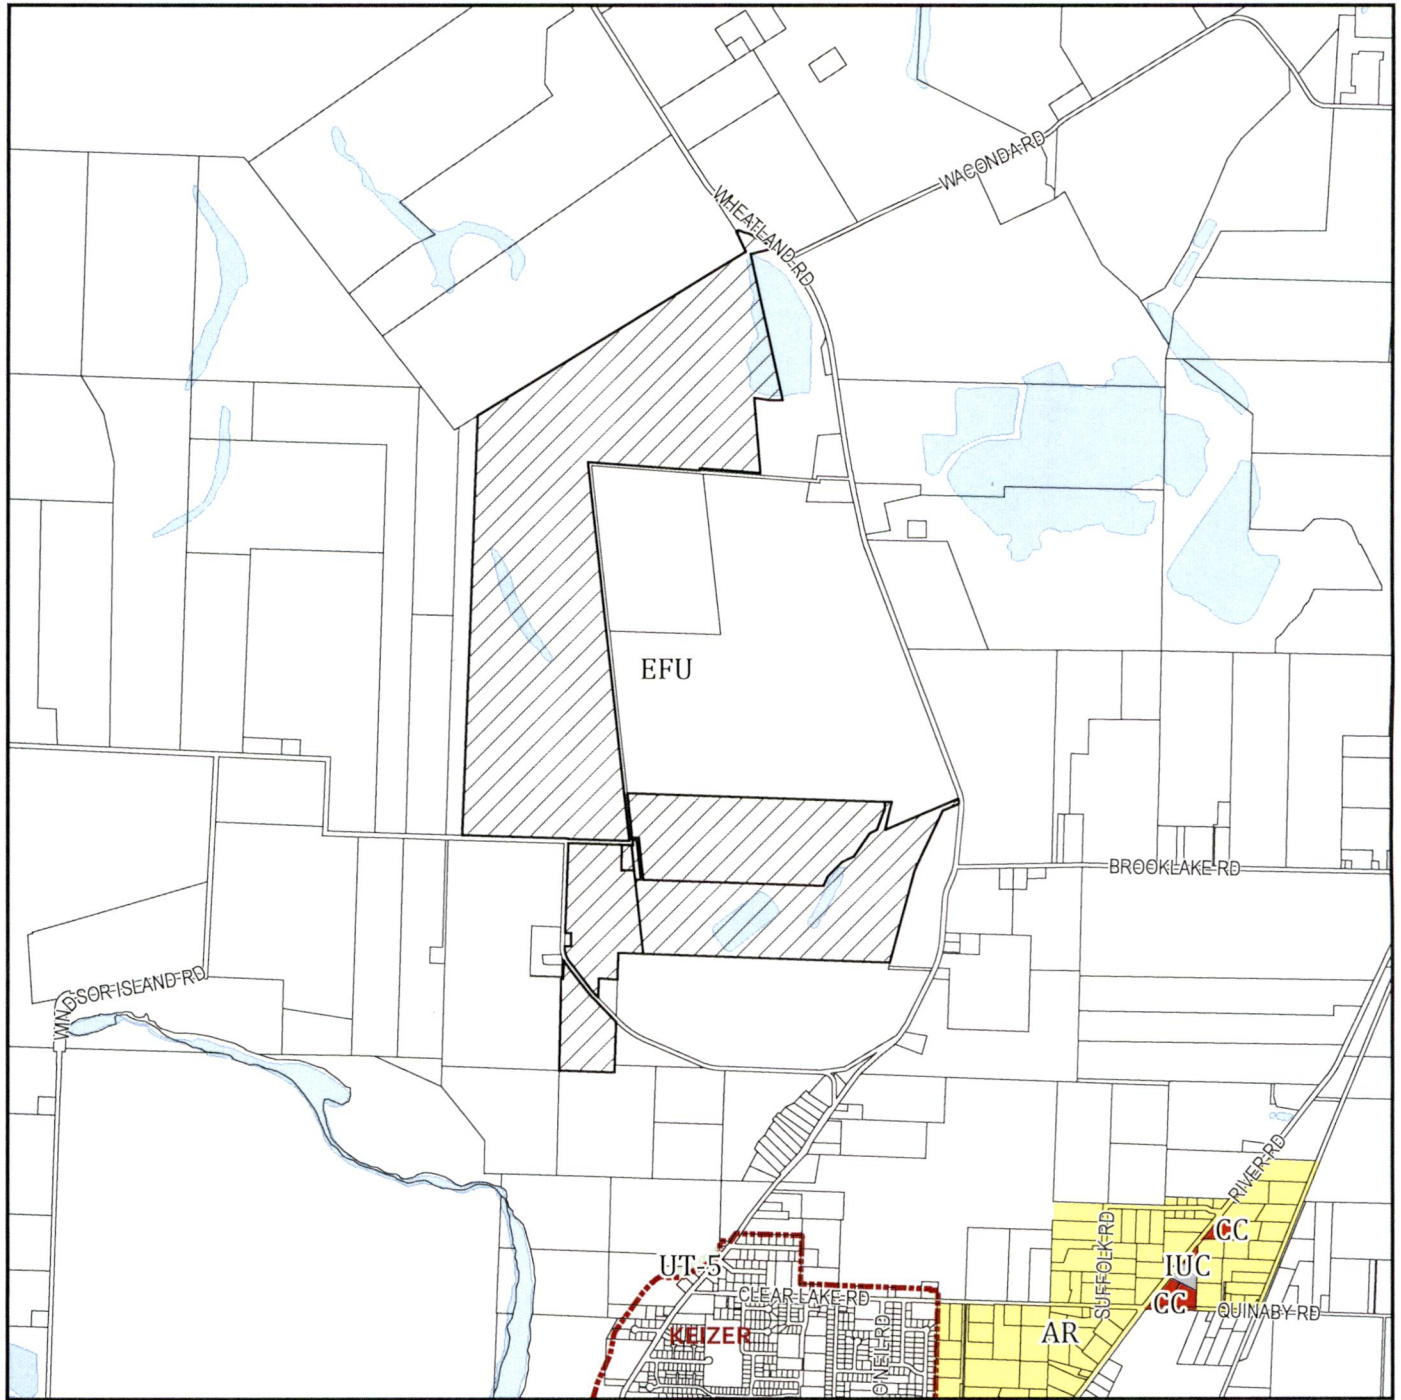 WACONDA RD
WHEATLAND RD
EFU
BROOKLAKE RD
WINDSOR ISLAND RD
RIVER RD
SUFFOLK RD
CC
UT-5
IUC
CLEAR LAKE RD
CC
QUINABY RD
KEIZER
ONEIL RD
AR